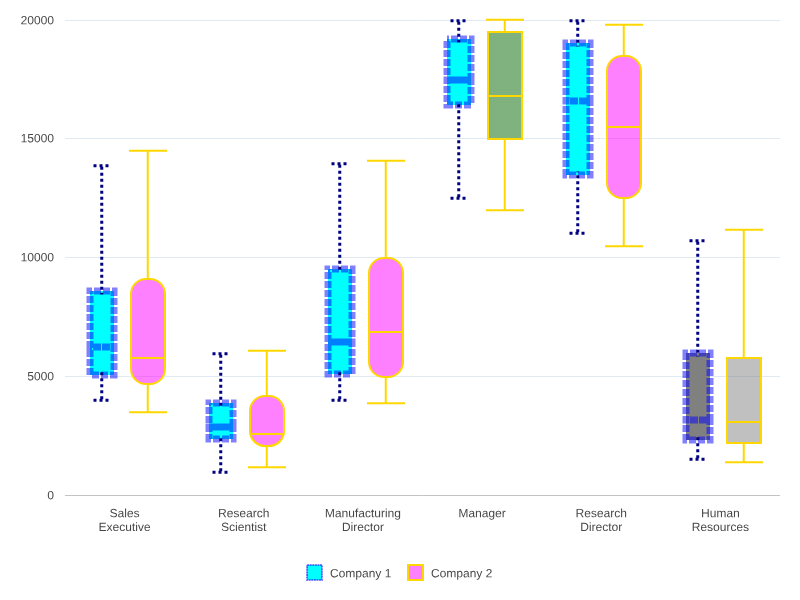 20000
15000
10000
5000
0
Sales
Executive
Research
Scientist
Manufacturing
Director
Manager
Research
Director
Human
Resources
Company 1
Company 2